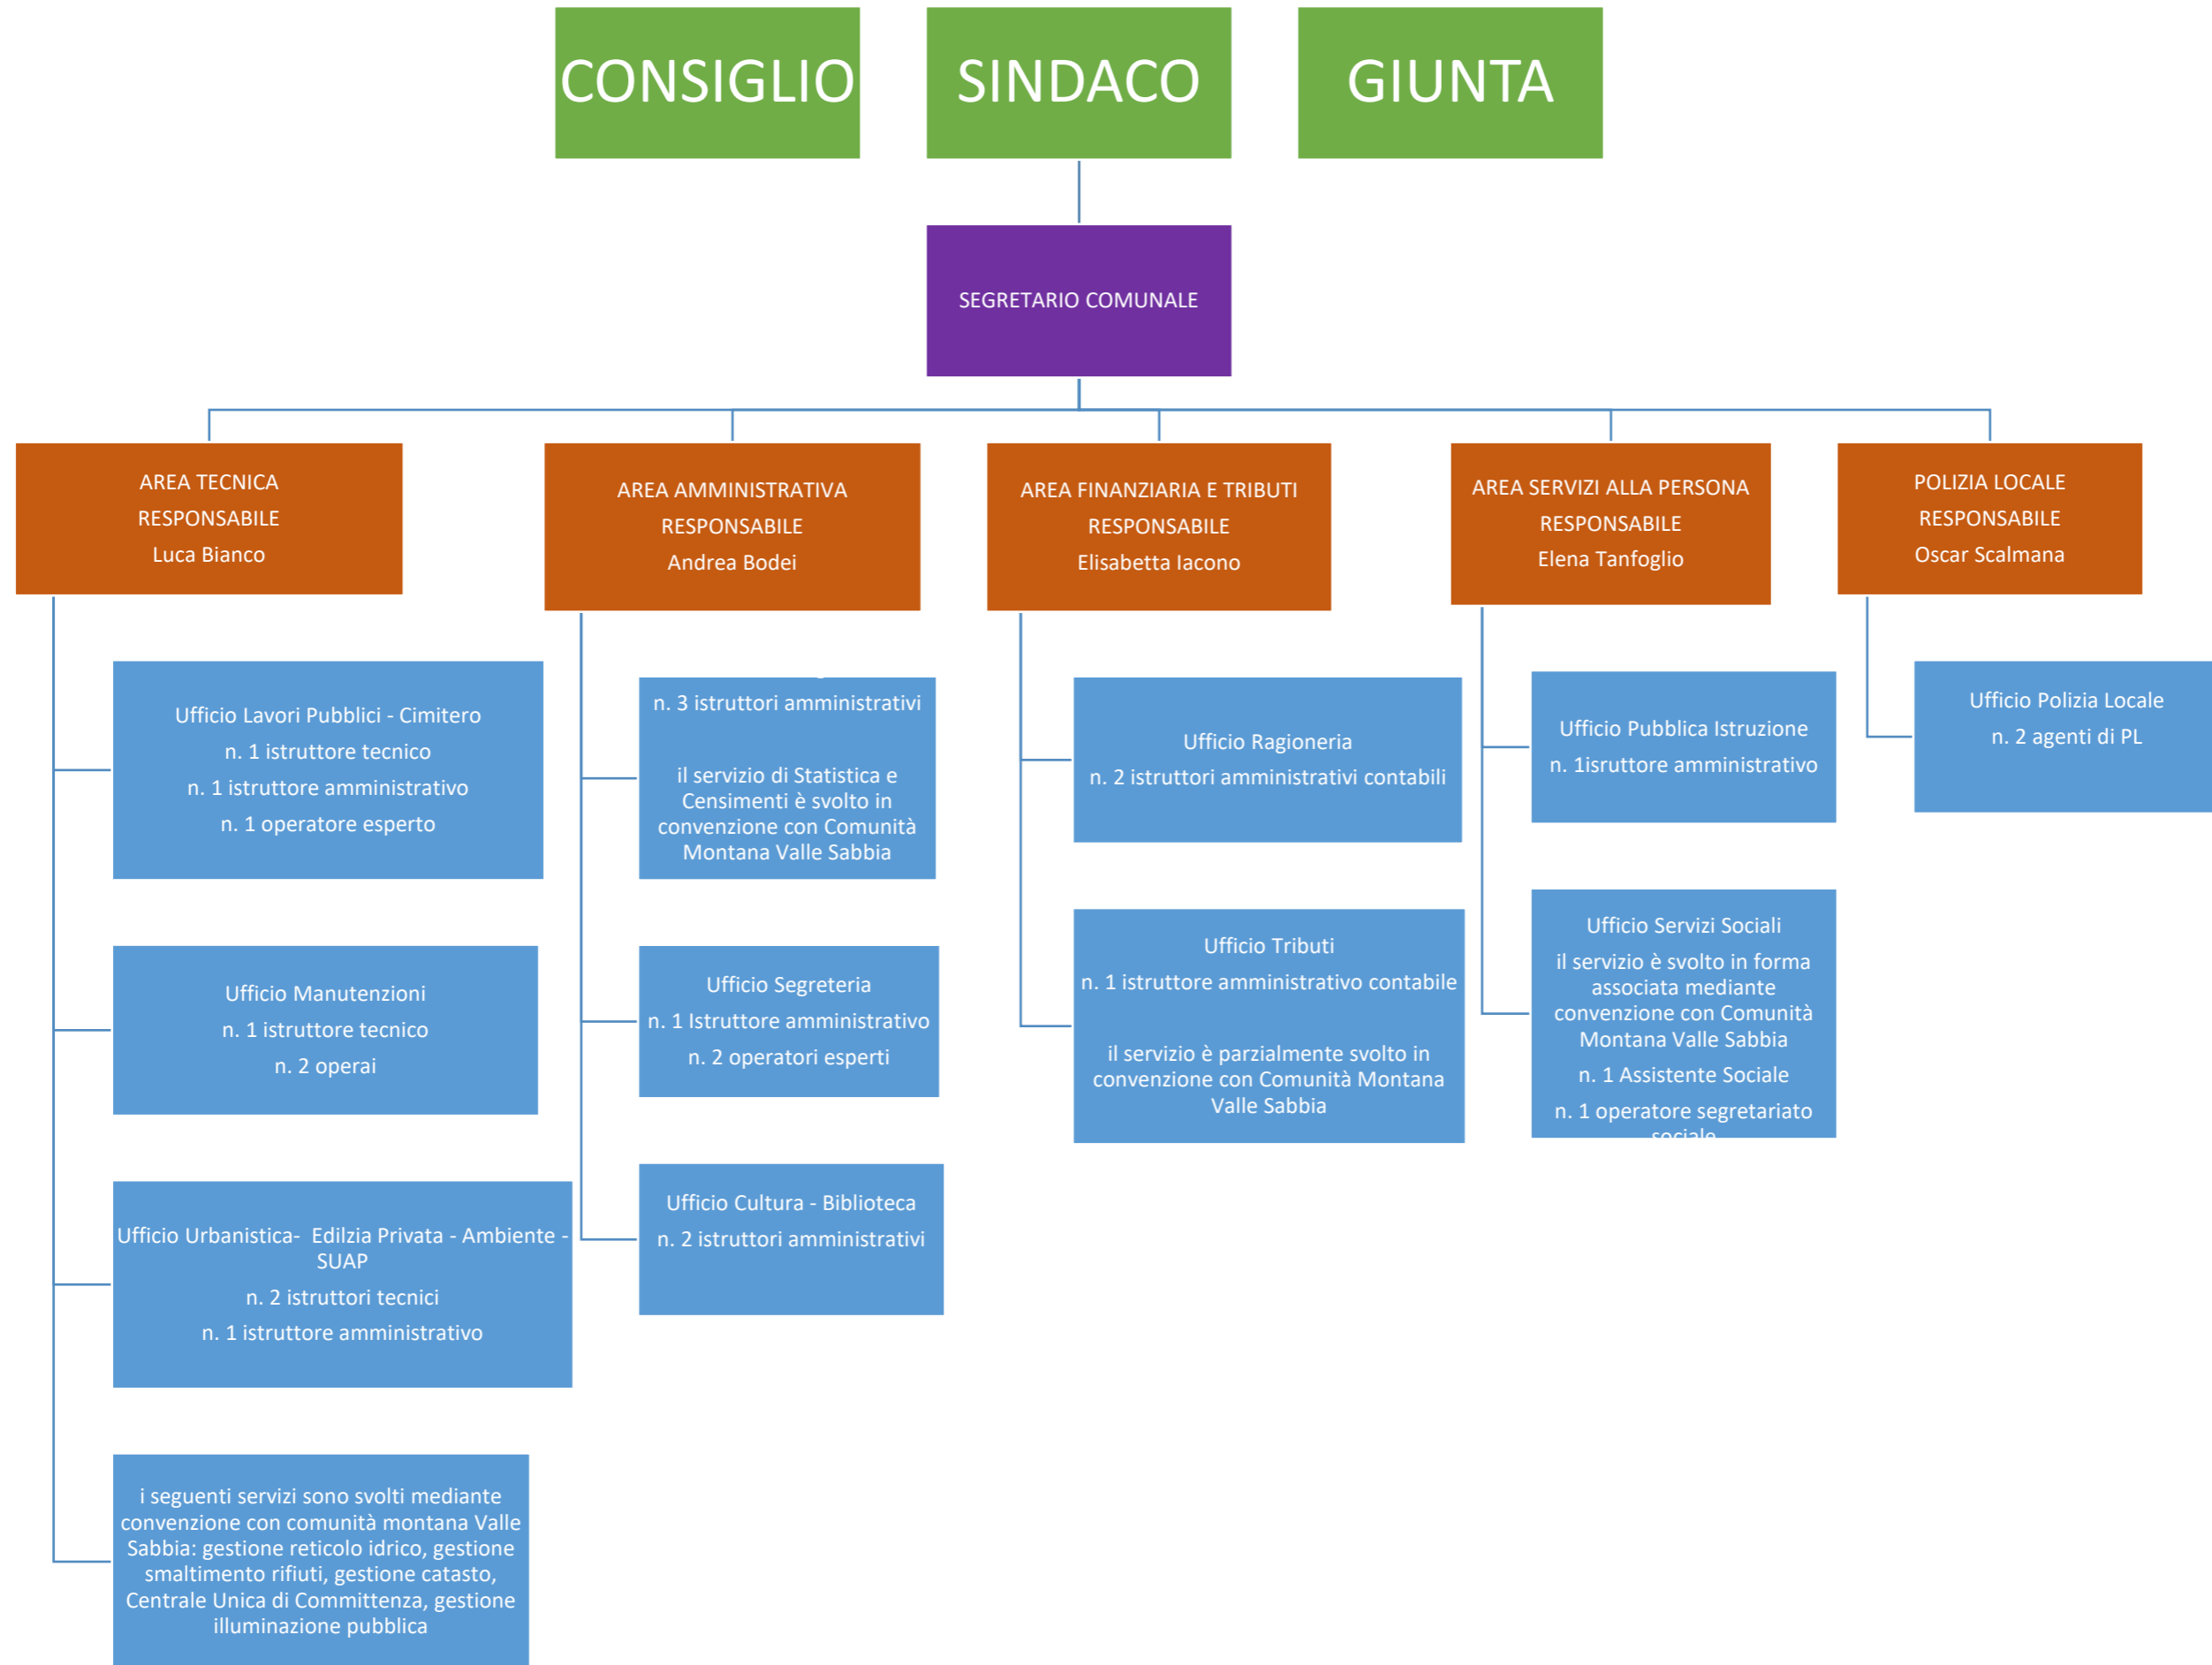 CONSIGLIO
SINDACO
GIUNTA
SEGRETARIO COMUNALE
AREA TECNICA
RESPONSABILE
Luca Bianco
AREA AMMINISTRATIVA
RESPONSABILE
Andrea Bodei
AREA FINANZIARIA E TRIBUTI
RESPONSABILE
Elisabetta Iacono
AREA SERVIZI ALLA PERSONA
RESPONSABILE
Elena Tanfoglio
POLIZIA LOCALE
RESPONSABILE
Oscar Scalmana
Ufficio Lavori Pubblici - Cimitero
n. 1 istruttore tecnico
n. 1 istruttore amministrativo
n. 1 operatore esperto
Ufficio Manutenzioni
n. 1 istruttore tecnico
n. 2 operai
Ufficio Urbanistica-  Edilzia Privata - Ambiente -
SUAP
n. 2 istruttori tecnici
n. 1 istruttore amministrativo
i seguenti servizi sono svolti mediante
convenzione con comunità montana Valle
Sabbia: gestione reticolo idrico, gestione
smaltimento rifiuti, gestione catasto,
Centrale Unica di Committenza, gestione
illuminazione pubblica
n. 3 istruttori amministrativi
il servizio di Statistica e
Censimenti è svolto in
convenzione con Comunità
Montana Valle Sabbia
Ufficio Segreteria
n. 1 Istruttore amministrativo
n. 2 operatori esperti
Ufficio Cultura - Biblioteca
n. 2 istruttori amministrativi
Ufficio Ragioneria
n. 2 istruttori amministrativi contabili
Ufficio Tributi
n. 1 istruttore amministrativo contabile
il servizio è parzialmente svolto in
convenzione con Comunità Montana
Valle Sabbia
Ufficio Pubblica Istruzione
n. 1isruttore amministrativo
Ufficio Servizi Sociali
il servizio è svolto in forma
associata mediante
convenzione con Comunità
Montana Valle Sabbia
n. 1 Assistente Sociale
n. 1 operatore segretariato
sociale
Ufficio Polizia Locale
n. 2 agenti di PL